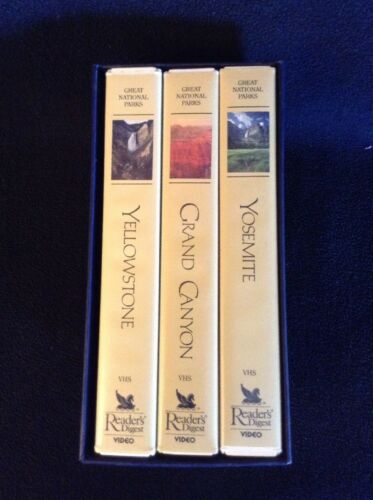 GREAT
NATIONAL
PARKS
YELLOWSTONE
VHS
Reader's
Digest
VIDEO
GREAT
NATIONAL
PARKS
GRAND CANYON
VHS
Reader's
Digest
VIDEO
GREAT
NATIONAL
PARKS
YOSEMITE
VHS
Reader's
Digest
VIDEO